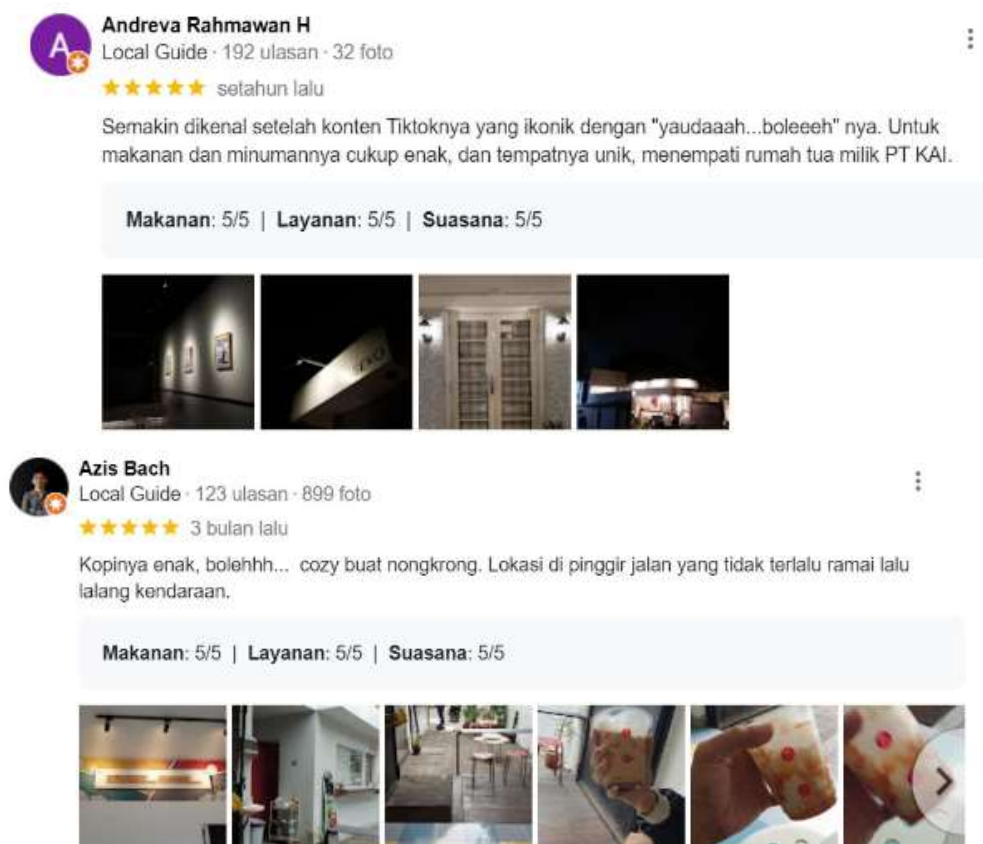 Andreva Rahmawan H
A
Local Guide · 192 ulasan · 32 foto
setahun lalu
Semakin dikenal setelah konten Tiktoknya yang ikonik dengan "yaudaaah...boleeeh" nya. Untuk
makanan dan minumannya cukup enak, dan tempatnya unik, menempati rumah tua milik PT KAI.
Makanan: 5/5 | Layanan: 5/5 | Suasana: 5/5
Azis Bach
Local Guide · 123 ulasan · 899 foto
3 bulan lalu
Kopinya enak, bolehhh... cozy buat nongkrong. Lokasi di pinggir jalan yang tidak terlalu ramai lalu
lalang kendaraan.
Makanan: 5/5 | Layanan: 5/5 | Suasana: 5/5